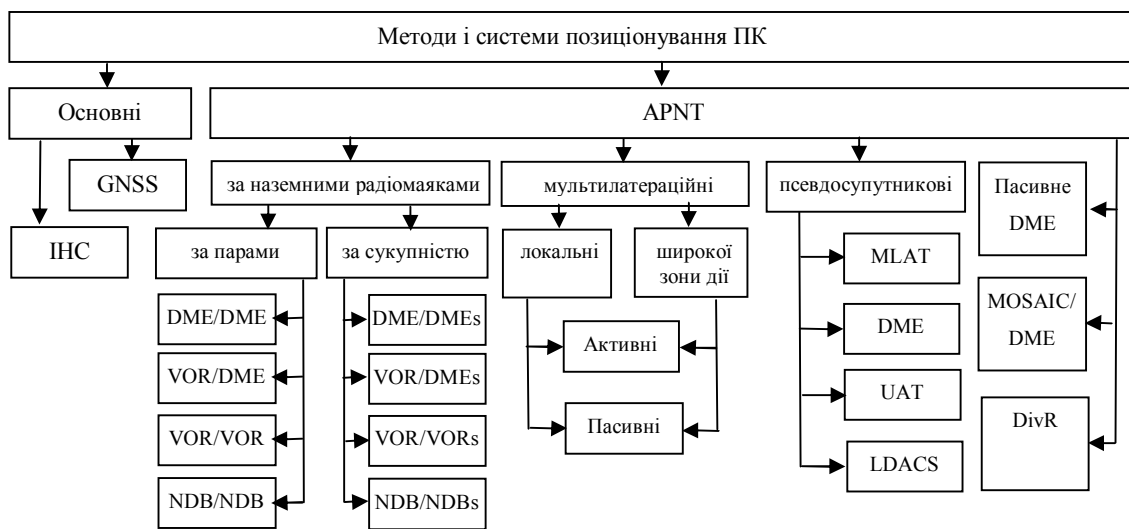 Методи і системи позиціонування ПК
Основні
APNT
GNSS
ІНС
за наземними радіомаяками
мультилатераційні
псевдосупутникові
Пасивне
DME
за парами
за сукупністю
локальні
широкої
зони дії
MLAT
DME/DME
DME/DMEs
MOSAIC/
DME
DME
Активні
VOR/DME
VOR/DMEs
UAT
VOR/VOR
VOR/VORs
Пасивні
DivR
LDACS
NDB/NDB
NDB/NDBs